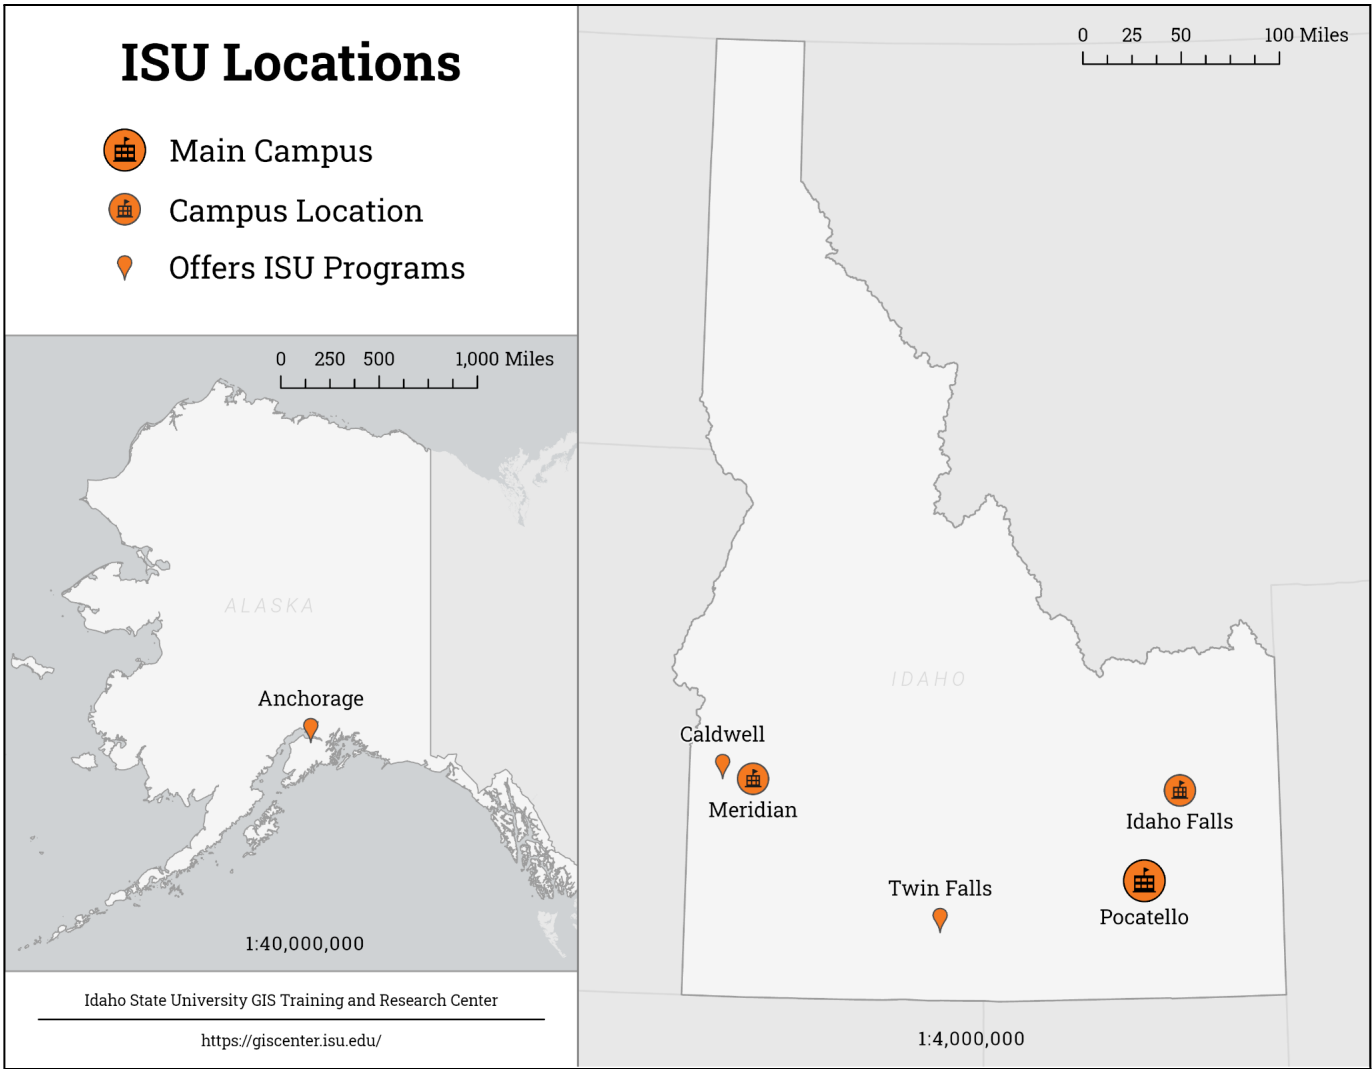 ISU Locations
Main Campus
Campus Location
Offers ISU Programs
0 250 500 1,000 Miles
ALASKA
Anchorage
1:40,000,000
Idaho State University GIS Training and Research Center
https://giscenter.isu.edu/
0 25 50 100 Miles
IDAHO
Caldwell
Meridian
Idaho Falls
Twin Falls
Pocatello
1:4,000,000